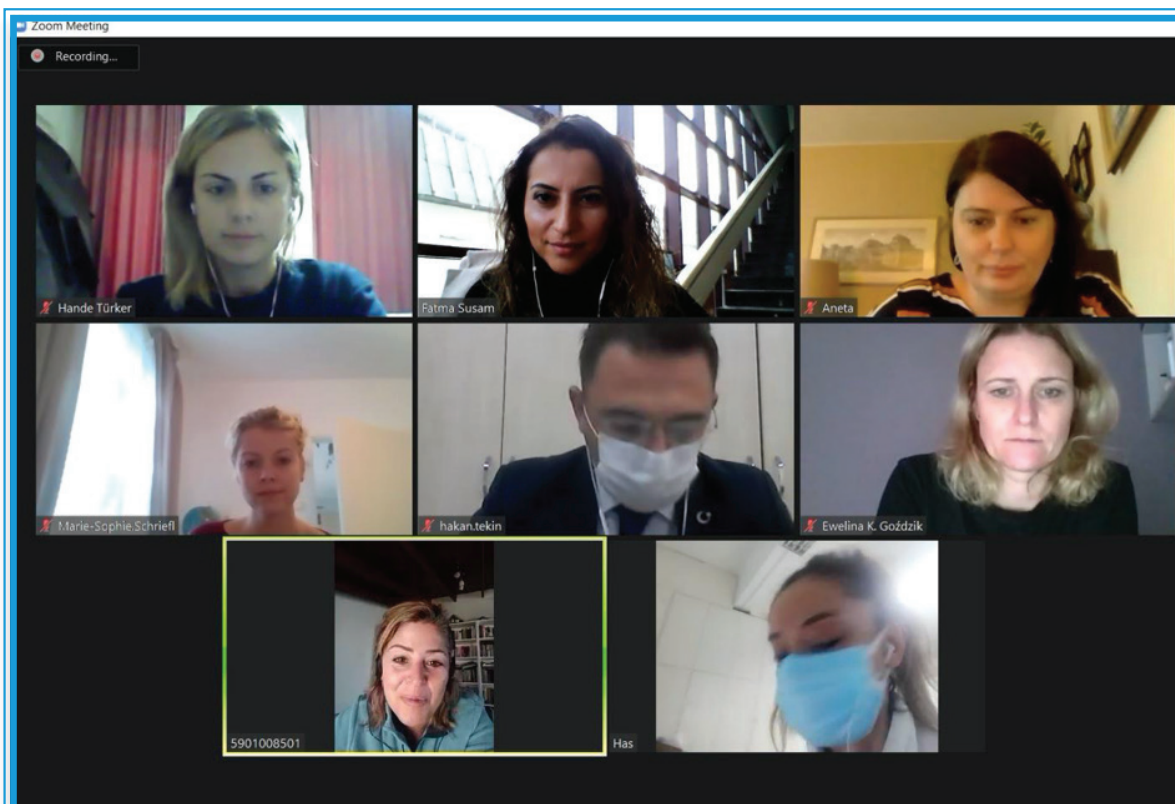 Zoom Meeting
Recording...
Hande Türker
Fatma Susam
Aneta
Marie-Sophie.Schriefl
hakan.tekin
Ewelina K. Goździk
5901008501
Has